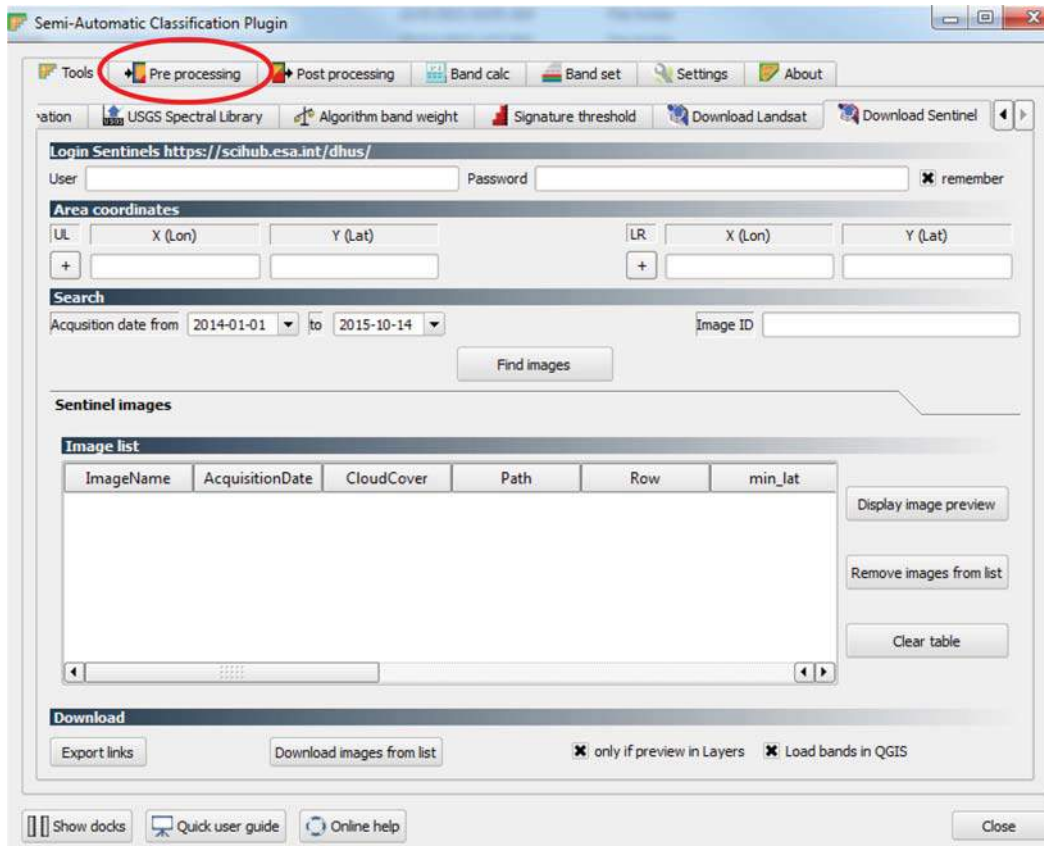 Semi-Automatic Classification Plugin
Tools Pre processing Post processing Band calc Band set Settings About
ation USGS Spectral Library Algorithm band weight Signature threshold Download Landsat Download Sentinel
Login Sentinels https://scihub.esa.int/dhus/
User Password remember
Area coordinates
UL X (Lon) Y (Lat) LR X (Lon) Y (Lat)
+ +
Search
Acqusition date from 2014-01-01 to 2015-10-14 Image ID
Find images
Sentinel images
Image list
ImageName AcquisitionDate CloudCover Path Row min_lat
Display image preview
Remove images from list
Clear table
Download
Export links Download images from list only if preview in Layers Load bands in QGIS
Show docks Quick user guide Online help Close